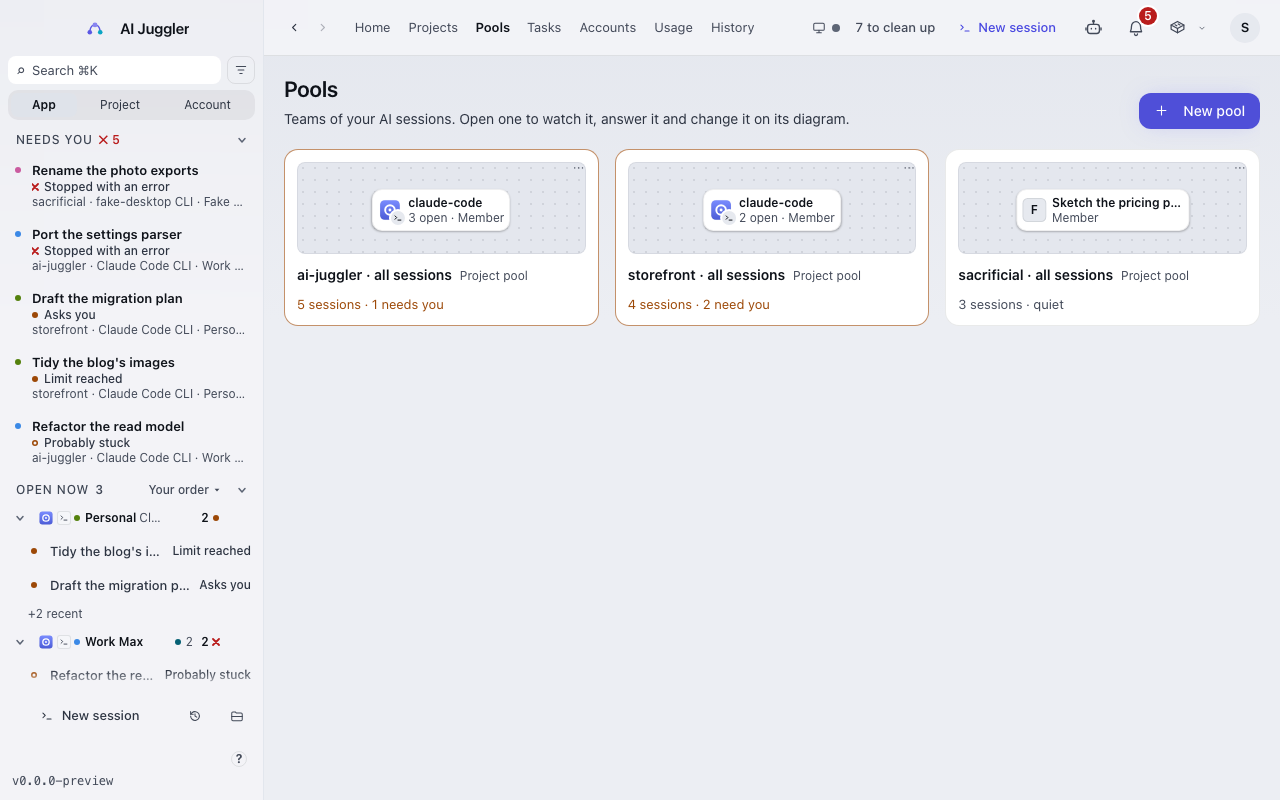 AI Juggler
Search ⌘K
App Project Account
NEEDS YOU 5
Rename the photo exports
Stopped with an error
sacrificial · fake-desktop CLI · Fake ...
Port the settings parser
Stopped with an error
ai-juggler · Claude Code CLI · Work ...
Draft the migration plan
Asks you
storefront · Claude Code CLI · Perso...
Tidy the blog's images
Limit reached
storefront · Claude Code CLI · Perso...
Refactor the read model
Probably stuck
ai-juggler · Claude Code CLI · Work ...
OPEN NOW 3 Your order
Personal Cl... 2
Tidy the blog's i... Limit reached
Draft the migration p... Asks you
+2 recent
Work Max 2 2
Refactor the re... Probably stuck
New session
?
v0.0.0-preview
Home Projects Pools Tasks Accounts Usage History 7 to clean up New session 5 S
Pools
Teams of your AI sessions. Open one to watch it, answer it and change it on its diagram.
New pool
claude-code
3 open · Member
ai-juggler · all sessions Project pool
5 sessions · 1 needs you
claude-code
2 open · Member
storefront · all sessions Project pool
4 sessions · 2 need you
F Sketch the pricing p...
Member
sacrificial · all sessions Project pool
3 sessions · quiet